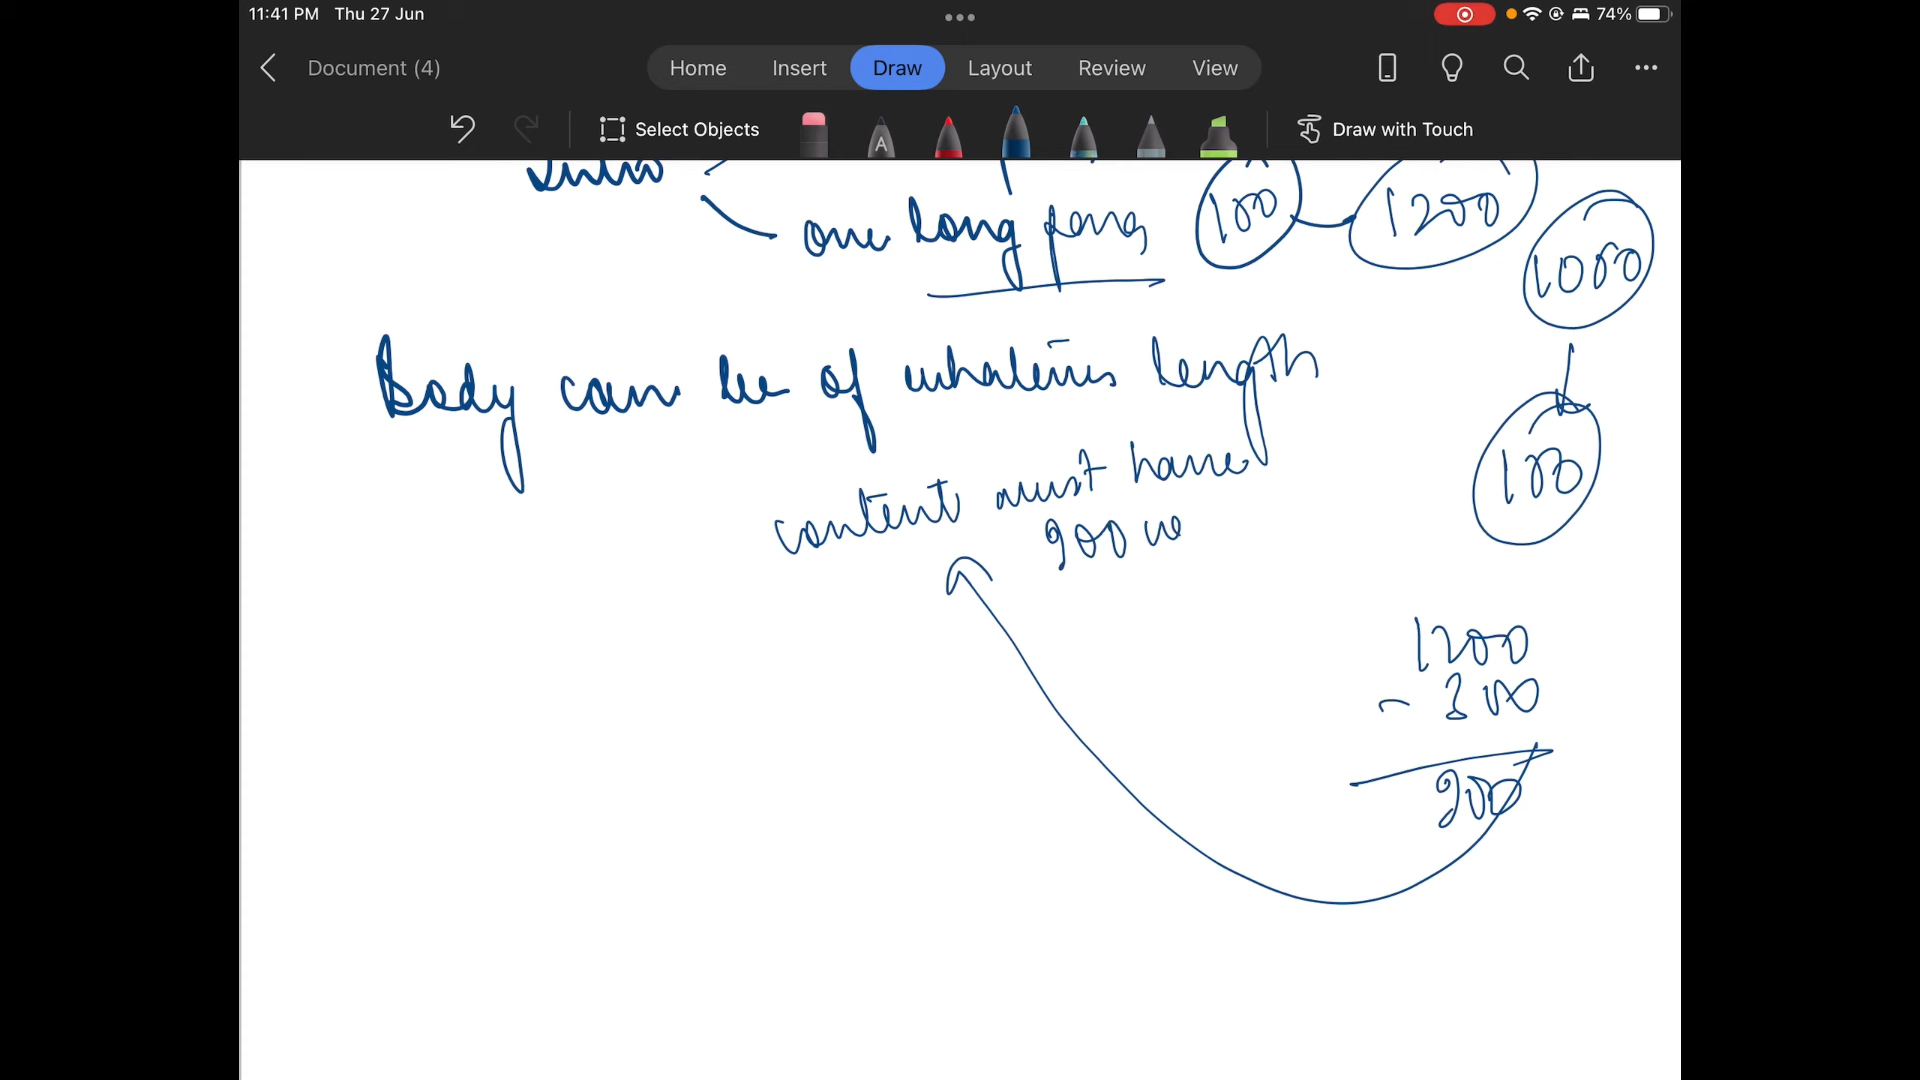 11:41 PM Thu 27 Jun
74%
Document (4)
Home Insert Draw Layout Review View
Select Objects
A
Draw with Touch
one long para
100
1200
1000
Body can be of whatever length
100
content must have
900 w
1200
- 300
900